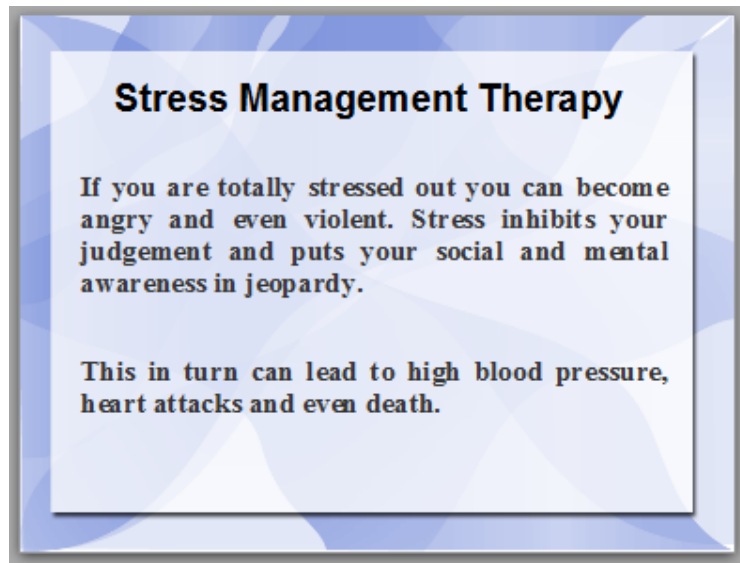 Stress Management Therapy
If you are totally stressed out you can become
angry and even violent. Stress inhibits your
judgement and puts your social and mental
awareness in jeopardy.
This in turn can lead to high blood pressure,
heart attacks and even death.